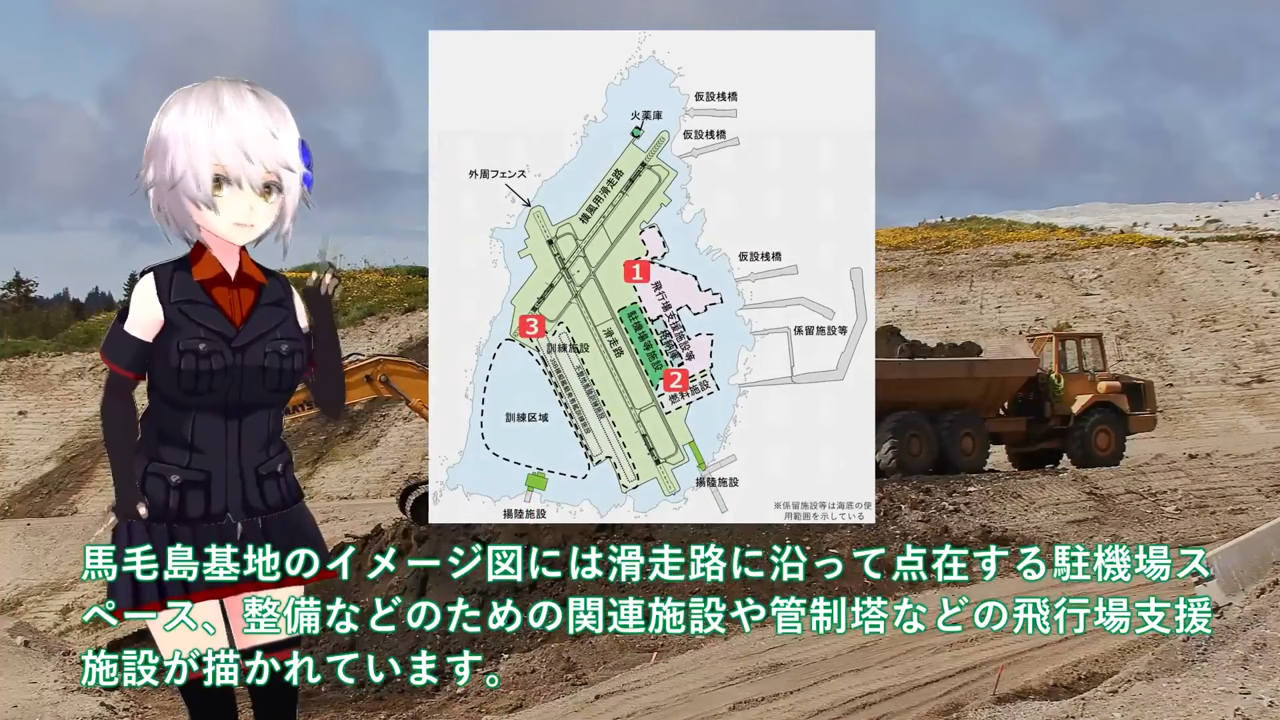 仮設桟橋
火薬庫
仮設桟橋
外周フェンス
横風用滑走路
仮設桟橋
1
飛行場支援施設等
駐機場等施設
係留施設等
3
滑走路
訓練施設
2
訓練区域
揚陸施設
揚陸施設
※係留施設等は海底の使
用範囲を示している
馬毛島基地のイメージ図には滑走路に沿って点在する駐機場ス
ペース、整備などのための関連施設や管制塔などの飛行場支援
施設が描かれています。